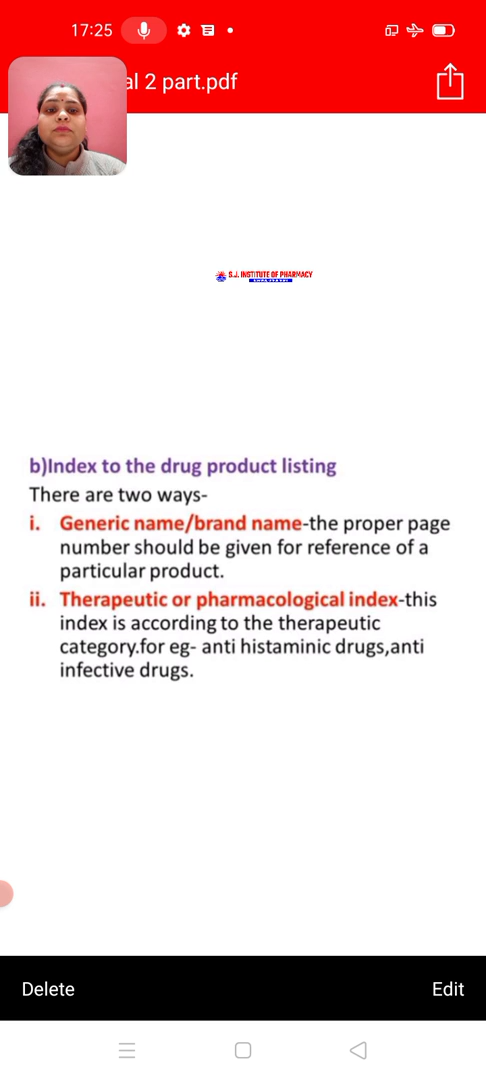 17:25
al 2 part.pdf
S.J. INSTITUTE OF PHARMACY
b)Index to the drug product listing
There are two ways-
i. Generic name/brand name-the proper page
number should be given for reference of a
particular product.
ii. Therapeutic or pharmacological index-this
index is according to the therapeutic
category.for eg- anti histaminic drugs,anti
infective drugs.
Delete
Edit